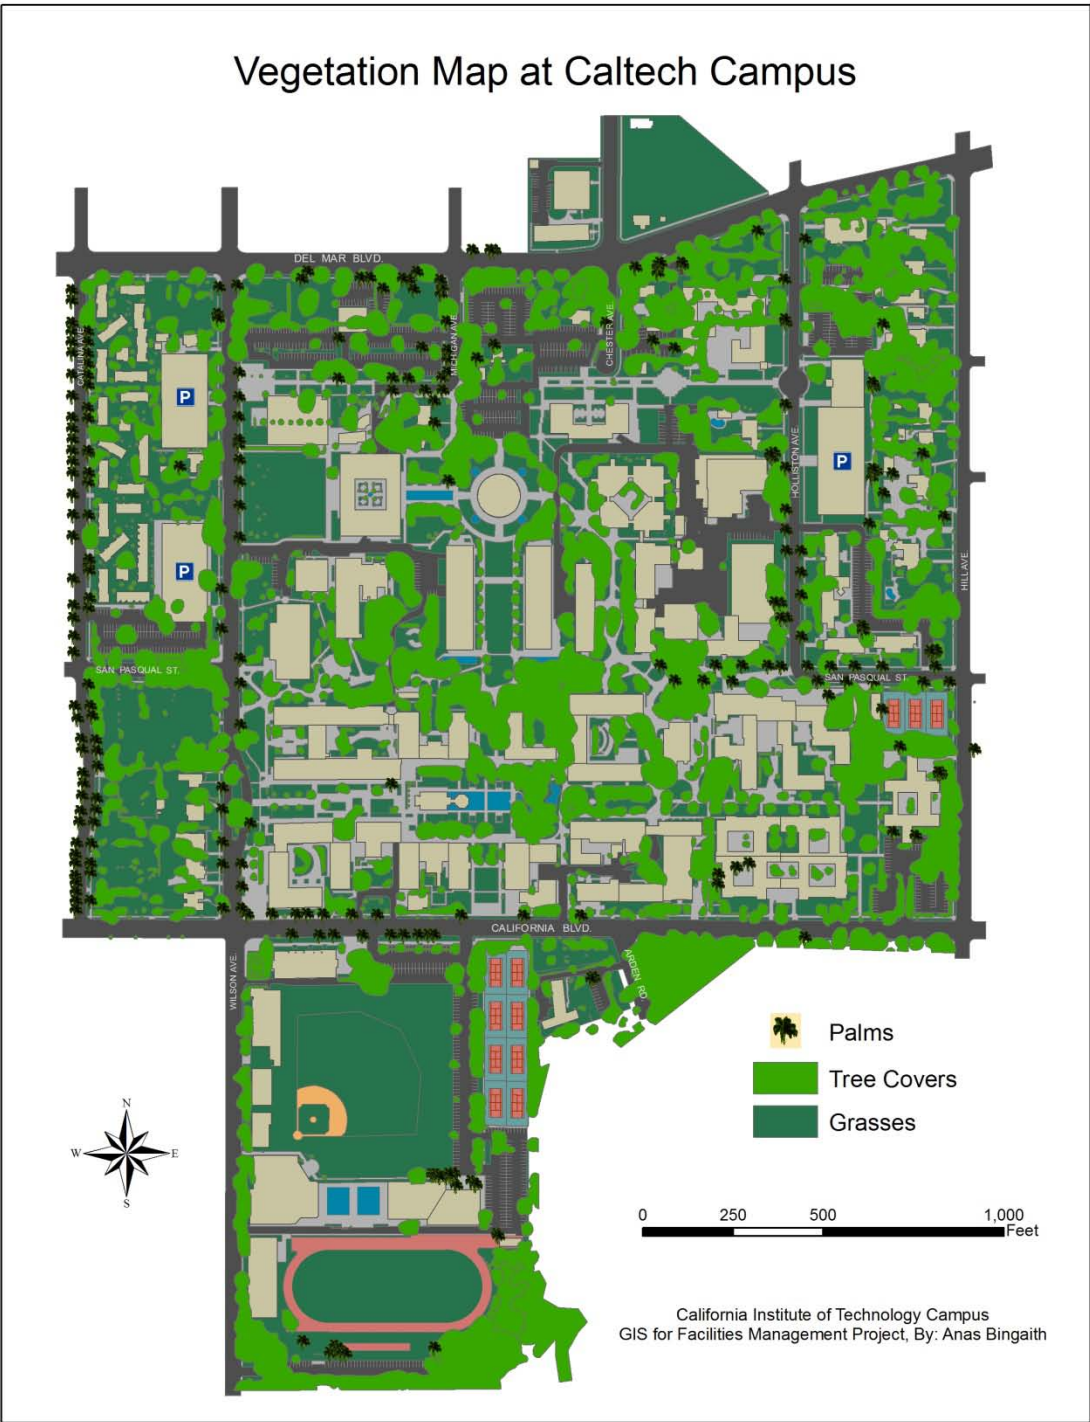 Vegetation Map at Caltech Campus
DEL MAR BLVD.
CATALINA AVE.
MICHIGAN AVE.
CHESTER AVE.
P
P
HOLLISTON AVE.
P
HILL AVE.
SAN PASQUAL ST.
SAN PASQUAL ST.
CALIFORNIA BLVD.
WILSON AVE.
ARDEN RD.
Palms
Tree Covers
Grasses
N
W E
S
0 250 500 1,000
Feet
California Institute of Technology Campus
GIS for Facilities Management Project, By: Anas Bingaith